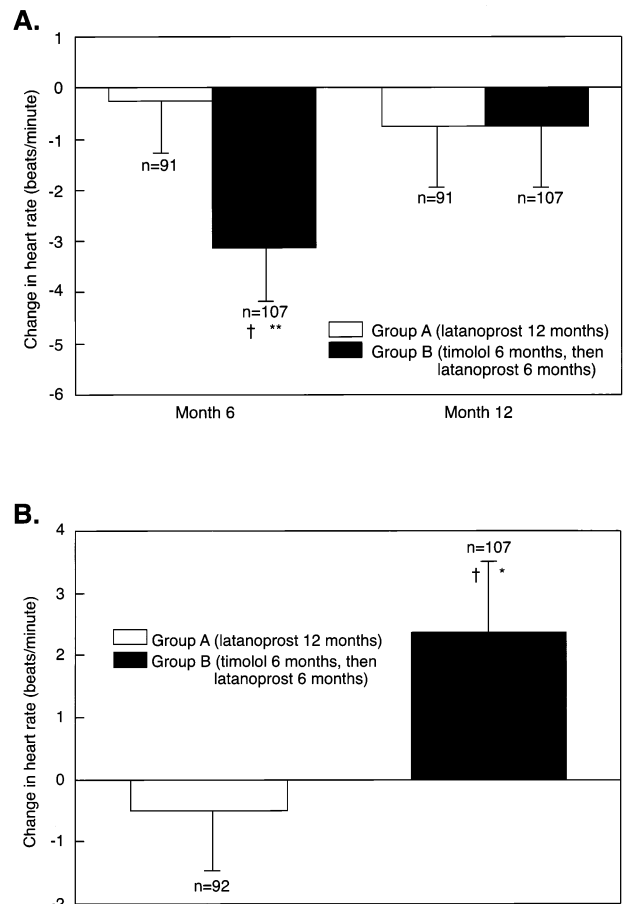 A.
1
0
-1
-2
-3
-4
-5
-6
Change in heart rate (beats/minute)
n=91
n=107
† **
n=91
n=107
Group A (latanoprost 12 months)
Group B (timolol 6 months, then
latanoprost 6 months)
Month 6
Month 12
B.
4
3
2
1
0
-1
-2
Change in heart rate (beats/minute)
n=107
† *
Group A (latanoprost 12 months)
Group B (timolol 6 months, then
latanoprost 6 months)
n=92